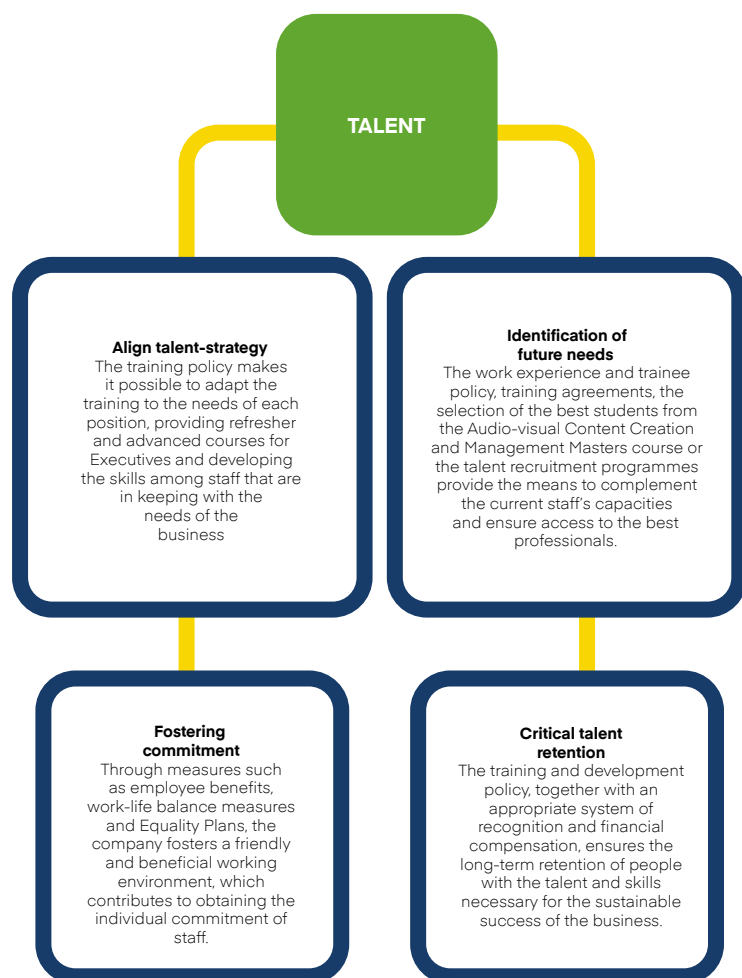 TALENT
Align talent-strategy
The training policy makes
it possible to adapt the
training to the needs of each
position, providing refresher
and advanced courses for
Executives and developing
the skills among staff that are
in keeping with the
needs of the
business
Identification of
future needs
The work experience and trainee
policy, training agreements, the
selection of the best students from
the Audio-visual Content Creation
and Management Masters course or
the talent recruitment programmes
provide the means to complement
the current staff's capacities
and ensure access to the best
professionals.
Fostering
commitment
Through measures such
as employee benefits,
work-life balance measures
and Equality Plans, the
company fosters a friendly
and beneficial working
environment, which
contributes to obtaining the
individual commitment of
staff.
Critical talent
retention
The training and development
policy, together with an
appropriate system of
recognition and financial
compensation, ensures the
long-term retention of people
with the talent and skills
necessary for the sustainable
success of the business.